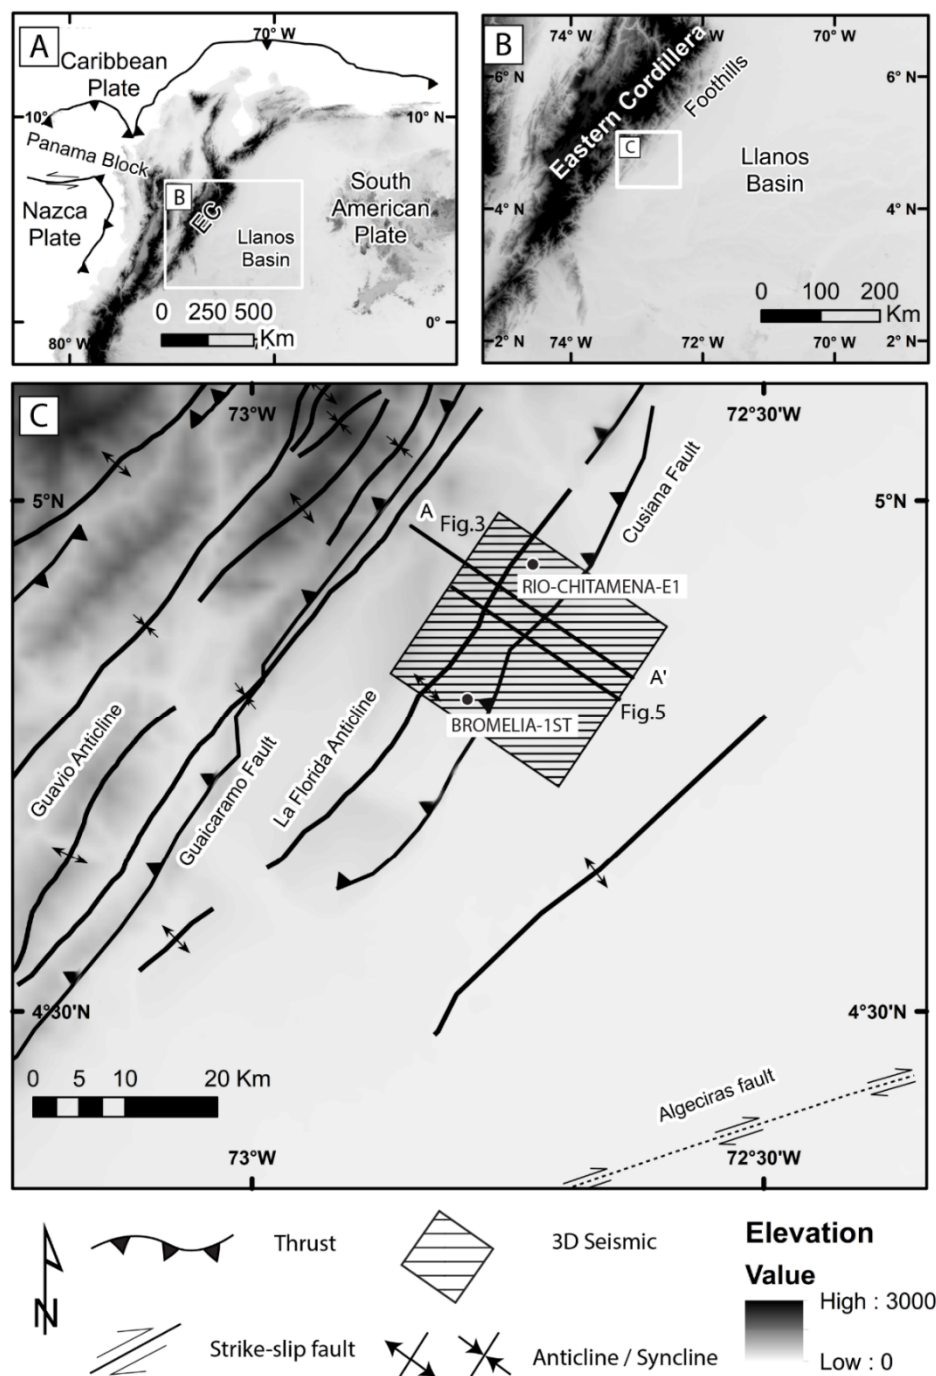 A
70° W
Caribbean
Plate
10°
10° N
Panama Block
Nazca
Plate
B
EC
Llanos
Basin
South
American
Plate
0 250 500
Km
0°
80° W
B
74° W
70° W
6° N
6° N
Eastern Cordillera
Foothills
C
Llanos
Basin
4° N
4° N
0 100 200
Km
2° N
74° W
72° W
70° W
2° N
C
73°W
72°30'W
5°N
5°N
A
Fig.3
Cusiana Fault
RIO-CHITAMENA-E1
A'
Fig.5
BROMELIA-1ST
Guavio Anticline
Guaicaramo Fault
La Florida Anticline
4°30'N
4°30'N
0 5 10 20 Km
Algeciras fault
73°W
72°30'W
N
Thrust
3D Seismic
Strike-slip fault
Anticline / Syncline
Elevation
Value
High : 3000
Low : 0